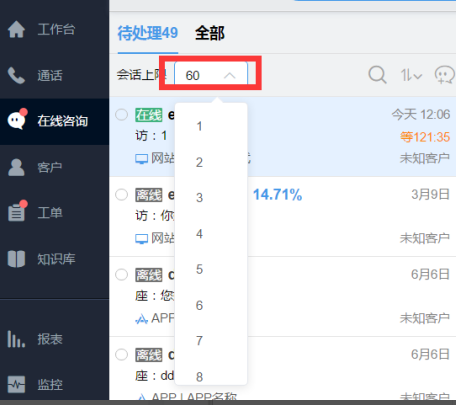 工作台
通话
在线咨询
客户
工单
知识库
报表
监控
待处理49 全部
会话上限 60
1
2
3
4
5
6
7
8
在线 e 今天 12:06
访：1 等121:35
网站 未知客户
离线 e 14.71% 3月9日
访：你
网站 未知客户
离线 c 6月6日
座：您
APP 未知客户
离线 c 6月6日
座：dd
APP | APP名称 未知客户